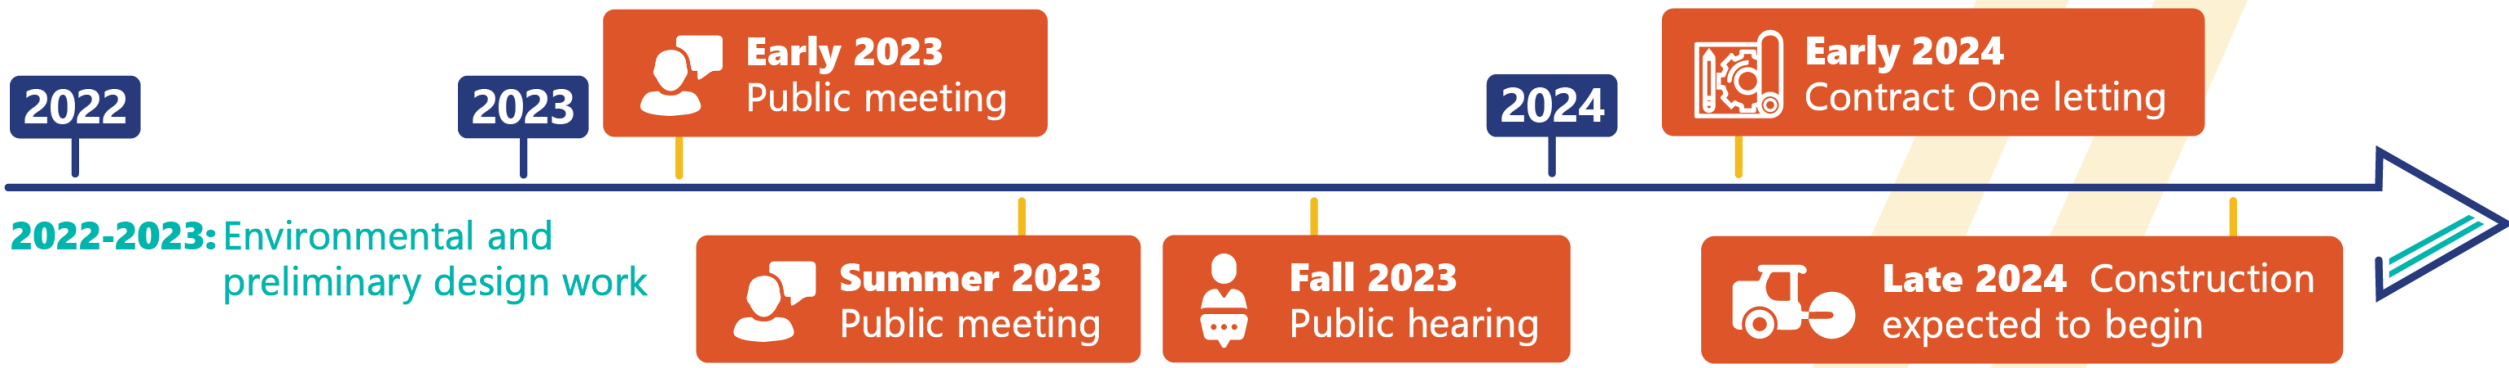 2022
2022-2023: Environmental and
preliminary design work
2023
Early 2023
Public meeting
Summer 2023
Public meeting
Fall 2023
Public hearing
2024
Early 2024
Contract One letting
Late 2024 Construction
expected to begin